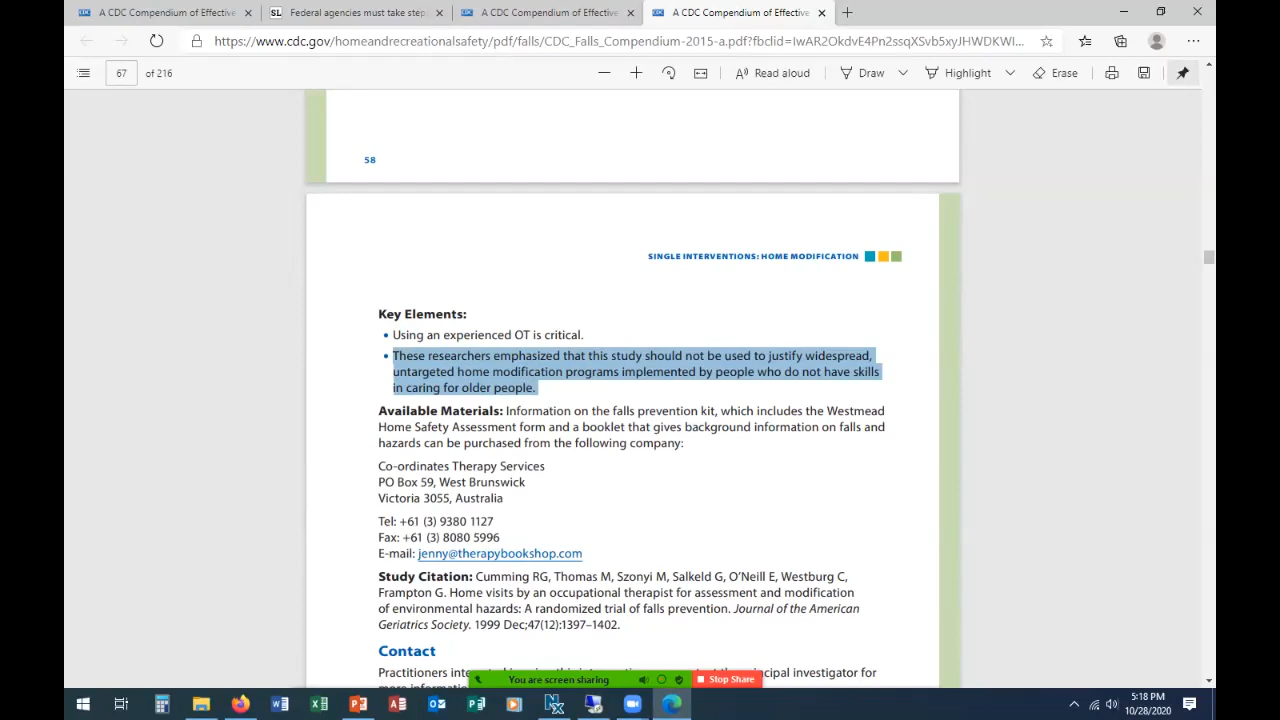 A CDC Compendium of Effective
Federal agencies must take step
A CDC Compendium of Effective
A CDC Compendium of Effective
https://www.cdc.gov/homeandrecreationalsafety/pdf/falls/CDC_Falls_Compendium-2015-a.pdf?fbclid=IwAR2OkdvE4Pn2ssqXSvb5xyJHWDKWI...
67 of 216 Read aloud Draw Highlight Erase
58
SINGLE INTERVENTIONS: HOME MODIFICATION
Key Elements:
• Using an experienced OT is critical.
• These researchers emphasized that this study should not be used to justify widespread,
untargeted home modification programs implemented by people who do not have skills
in caring for older people.
Available Materials: Information on the falls prevention kit, which includes the Westmead
Home Safety Assessment form and a booklet that gives background information on falls and
hazards can be purchased from the following company:
Co-ordinates Therapy Services
PO Box 59, West Brunswick
Victoria 3055, Australia
Tel: +61 (3) 9380 1127
Fax: +61 (3) 8080 5996
E-mail: jenny@therapybookshop.com
Study Citation: Cumming RG, Thomas M, Szonyi M, Salkeld G, O’Neill E, Westburg C,
Frampton G. Home visits by an occupational therapist for assessment and modification
of environmental hazards: A randomized trial of falls prevention. Journal of the American
Geriatrics Society. 1999 Dec;47(12):1397–1402.
Contact
Practitioners principal investigator for
You are screen sharing Stop Share
5:18 PM
10/28/2020